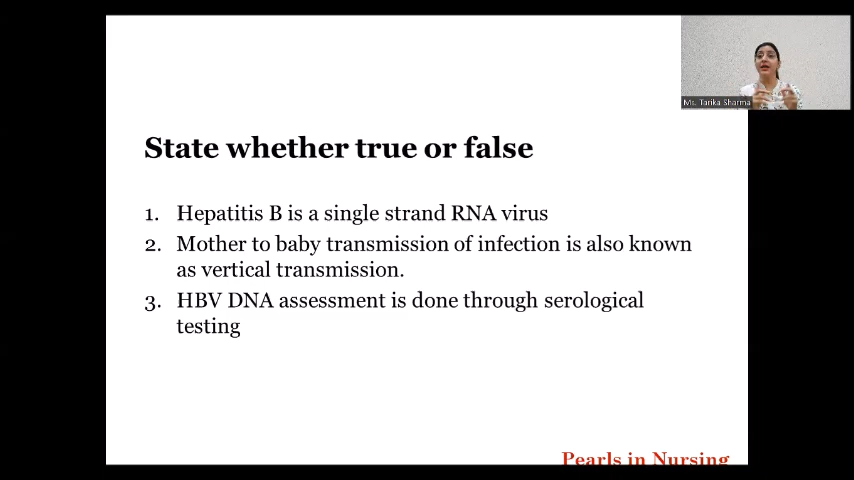 Ms. Tarika Sharma
State whether true or false
1. Hepatitis B is a single strand RNA virus
2. Mother to baby transmission of infection is also known
as vertical transmission.
3. HBV DNA assessment is done through serological
testing
Pearls in Nursing